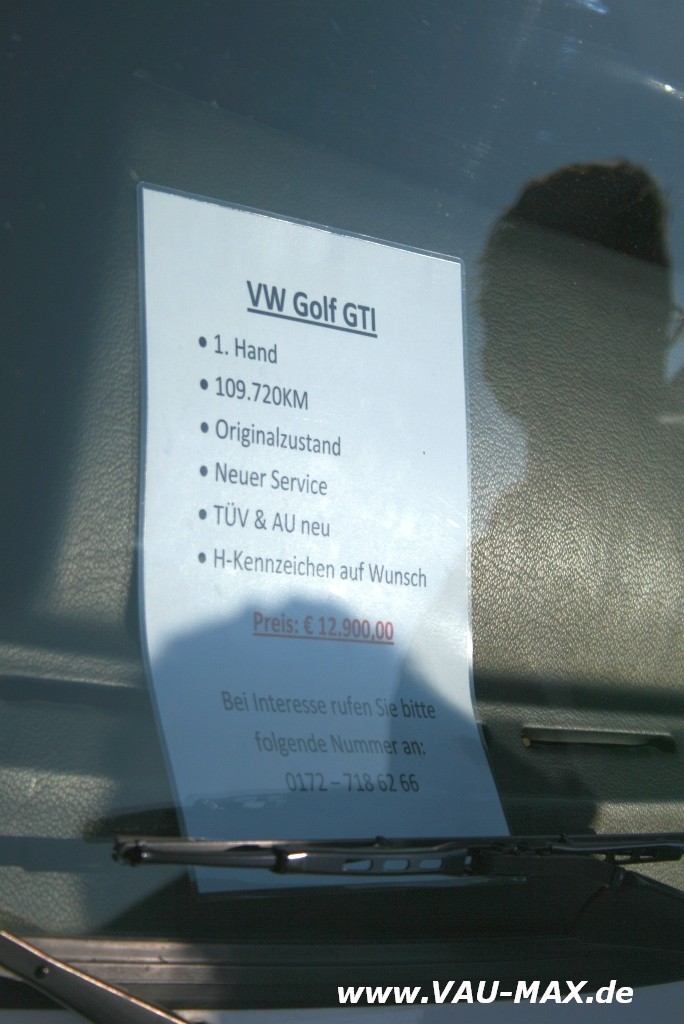 VW Golf GTI
• 1. Hand
• 109.720KM
• Originalzustand
• Neuer Service
• TÜV & AU neu
• H-Kennzeichen auf Wunsch
Preis: € 12.900,00
Bei Interesse rufen Sie bitte
folgende Nummer an:
0172 – 718 62 66
www.VAU-MAX.de